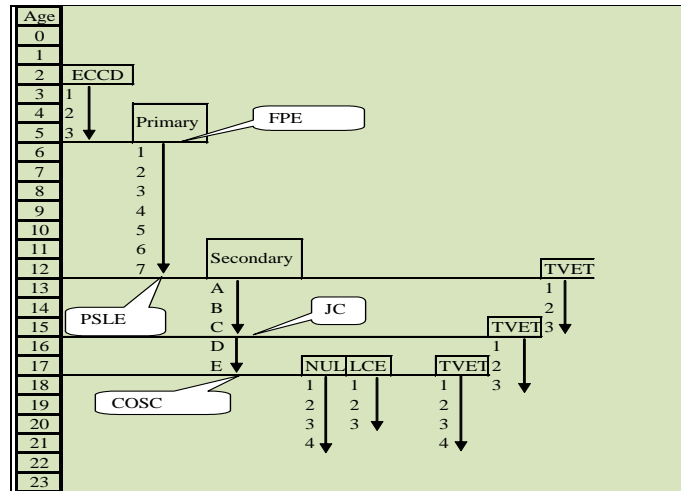 Age
0
1
2 ECCD
3 1
4 2 Primary FPE
5 3
6 1
7 2
8 3
9 4
10 5
11 6 Secondary
12 7 TVET
13 A 1
14 PSLE B JC 2
15 C TVET 3
16 D 1
17 E NUL LCE TVET 2
18 COSC 1 1 1 3
19 2 2 2
20 3 3 3
21 4 4
22
23